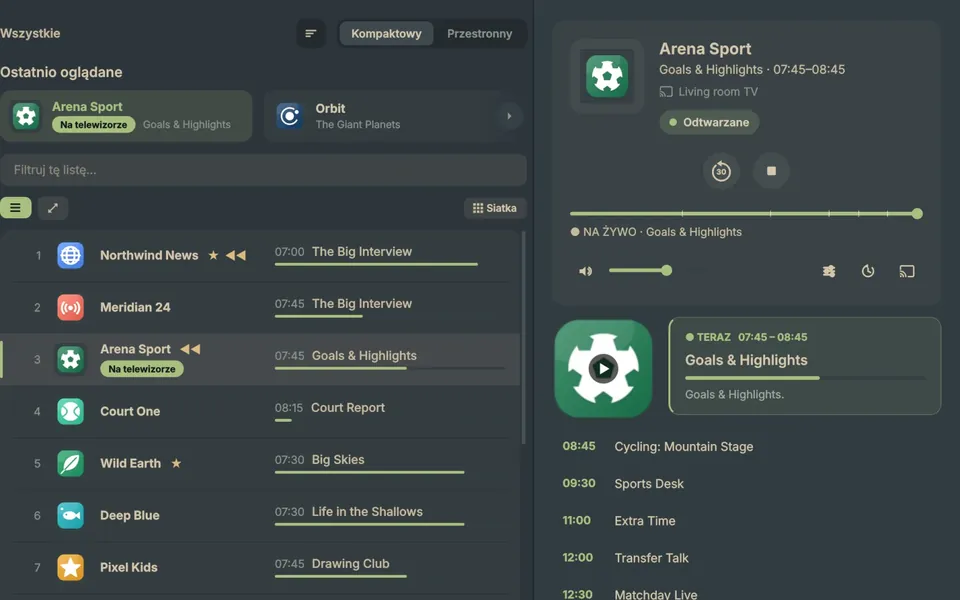 Wszystkie
Kompaktowy
Przestronny
Ostatnio oglądane
Arena Sport
Na telewizorze Goals & Highlights
Orbit
The Giant Planets
Filtruj tę listę...
Siatka
1 Northwind News 07:00 The Big Interview
2 Meridian 24 07:45 The Big Interview
3 Arena Sport 07:45 Goals & Highlights
Na telewizorze
4 Court One 08:15 Court Report
5 Wild Earth 07:30 Big Skies
6 Deep Blue 07:30 Life in the Shallows
7 Pixel Kids 07:45 Drawing Club
Arena Sport
Goals & Highlights · 07:45–08:45
Living room TV
Odtwarzane
30
NA ŻYWO · Goals & Highlights
TERAZ 07:45 – 08:45
Goals & Highlights
Goals & Highlights.
08:45 Cycling: Mountain Stage
09:30 Sports Desk
11:00 Extra Time
12:00 Transfer Talk
12:30 Matchday Live